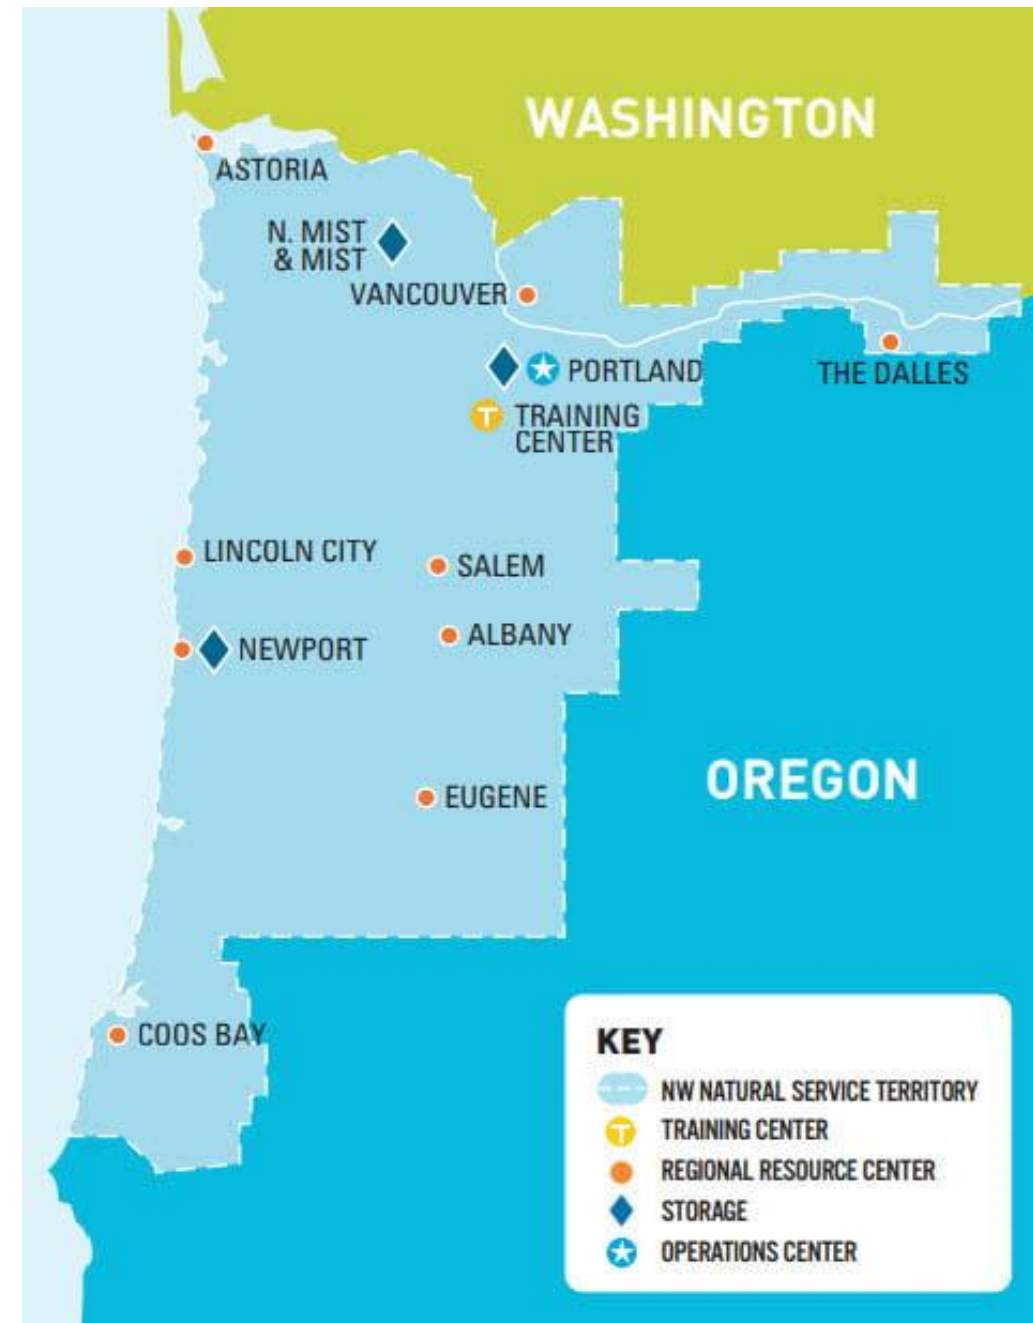 WASHINGTON
ASTORIA
N. MIST
& MIST
VANCOUVER
PORTLAND
THE DALLES
T TRAINING
CENTER
LINCOLN CITY
SALEM
ALBANY
NEWPORT
OREGON
EUGENE
COOS BAY
KEY
NW NATURAL SERVICE TERRITORY
T TRAINING CENTER
REGIONAL RESOURCE CENTER
STORAGE
OPERATIONS CENTER